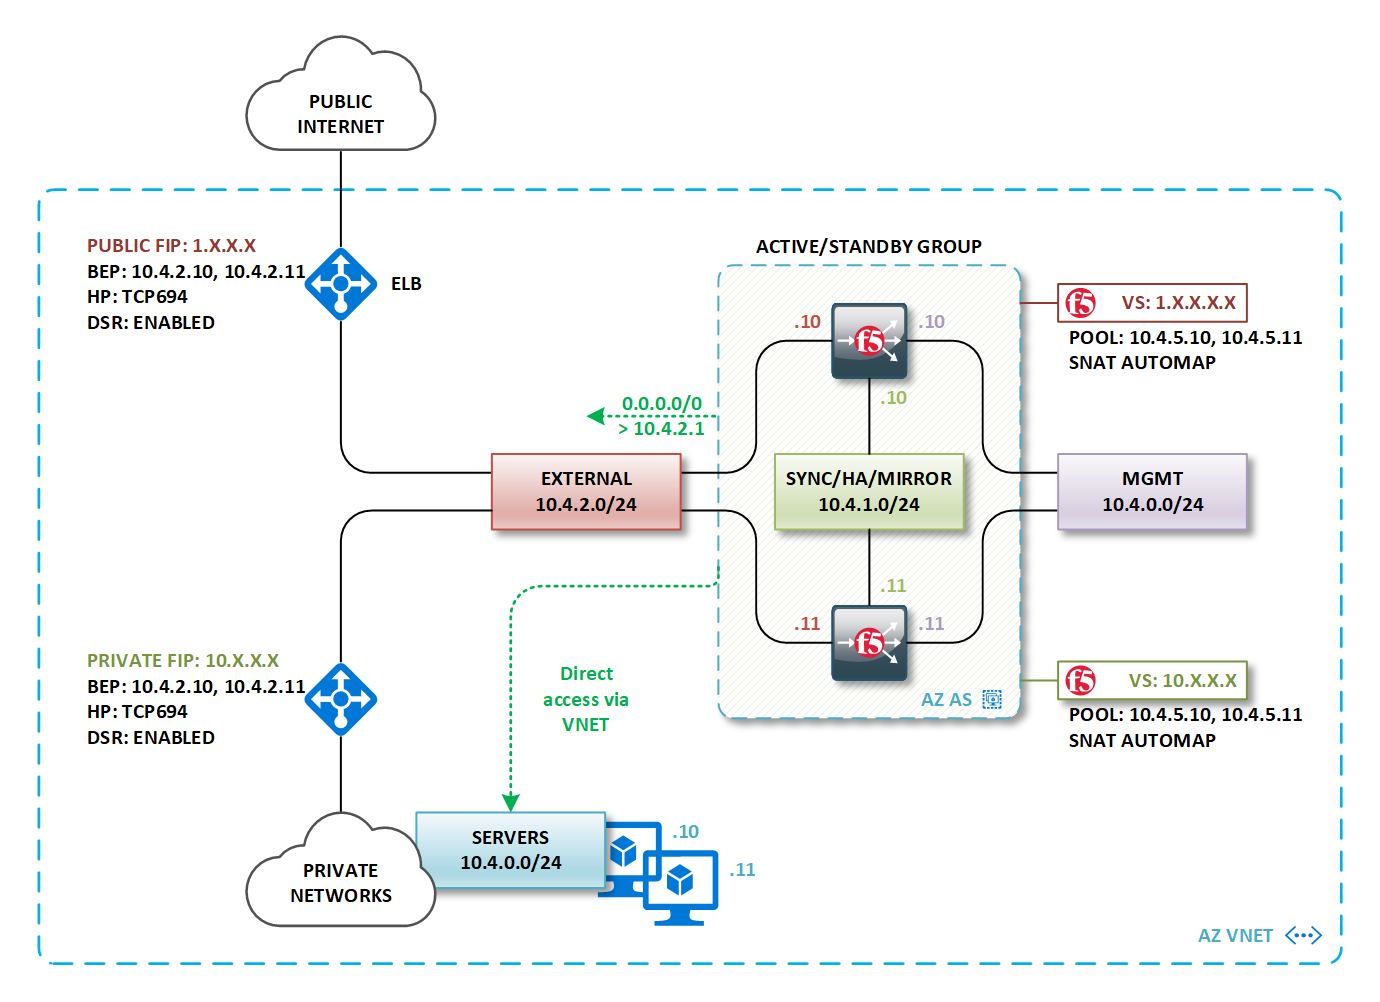 PUBLIC
INTERNET
PUBLIC FIP: 1.X.X.X
BEP: 10.4.2.10, 10.4.2.11
HP: TCP694
DSR: ENABLED
ELB
ACTIVE/STANDBY GROUP
.10
f5
.10
.10
f5
VS: 1.X.X.X.X
POOL: 10.4.5.10, 10.4.5.11
SNAT AUTOMAP
0.0.0.0/0
> 10.4.2.1
EXTERNAL
10.4.2.0/24
SYNC/HA/MIRROR
10.4.1.0/24
MGMT
10.4.0.0/24
.11
.11
f5
.11
AZ AS
PRIVATE FIP: 10.X.X.X
BEP: 10.4.2.10, 10.4.2.11
HP: TCP694
DSR: ENABLED
Direct
access via
VNET
f5
VS: 10.X.X.X
POOL: 10.4.5.10, 10.4.5.11
SNAT AUTOMAP
PRIVATE
NETWORKS
SERVERS
10.4.0.0/24
.10
.11
AZ VNET